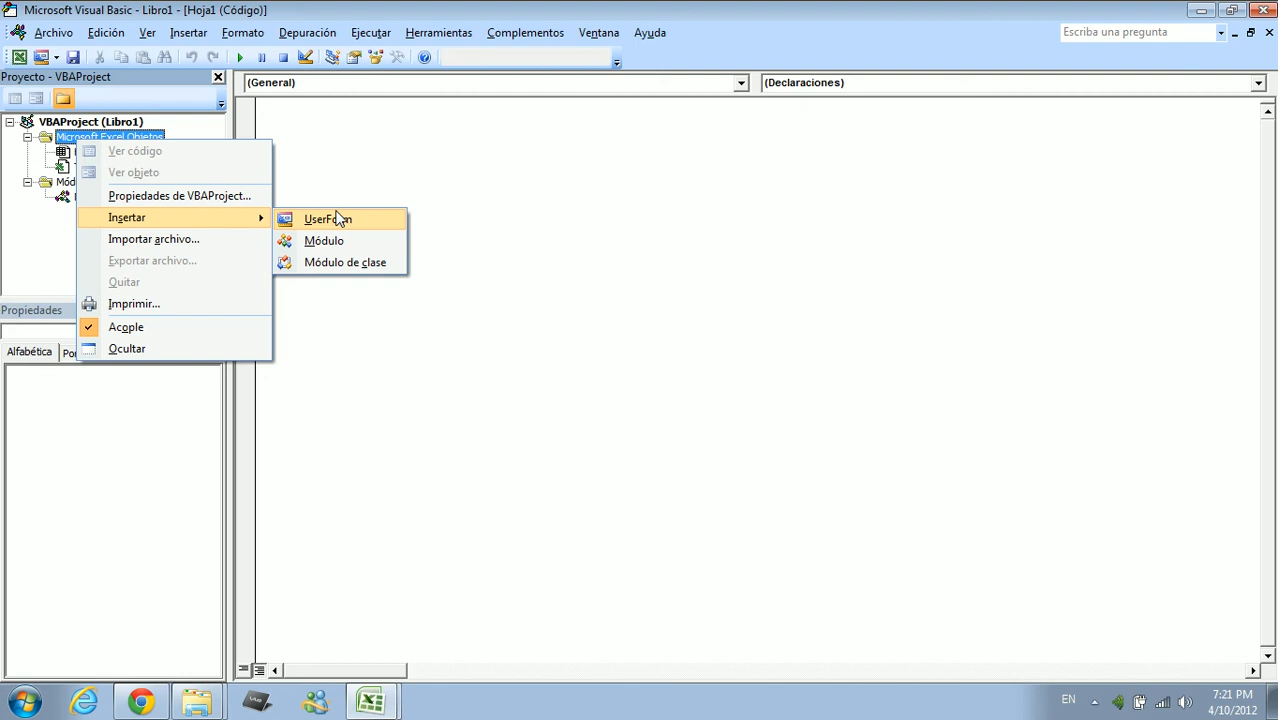 Microsoft Visual Basic - Libro1 - [Hoja1 (Código)]
Archivo Edición Ver Insertar Formato Depuración Ejecutar Herramientas Complementos Ventana Ayuda
Escriba una pregunta
Proyecto - VBAProject
(General)
(Declaraciones)
VBAProject (Libro1)
Microsoft Excel Objetos
Ver código
Ver objeto
Propiedades de VBAProject...
Insertar
UserForm
Importar archivo...
Módulo
Exportar archivo...
Módulo de clase
Quitar
Imprimir...
Propiedades
Acople
Alfabética
Ocultar
EN
7:21 PM
4/10/2012